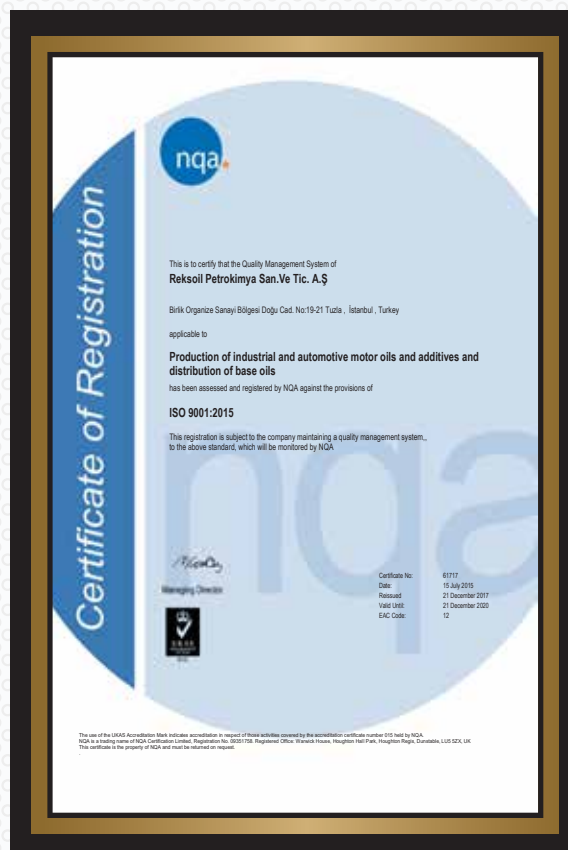 nqa.
Certificate of Registration
This is to certify that the Quality Management System of
Reksoil Petrokimya San.Ve Tic. A.Ş
Birlik Organize Sanayi Bölgesi Doğu Cad. No:19-21 Tuzla , İstanbul , Turkey
applicable to
Production of industrial and automotive motor oils and additives and
distribution of base oils
has been assessed and registered by NQA against the provisions of
ISO 9001:2015
This registration is subject to the company maintaining a quality management system,,
to the above standard, which will be monitored by NQA
nqa
Managing Director
Certificate No: 61717
Date: 15 July 2015
Reissued 21 December 2017
Valid Until: 21 December 2020
EAC Code: 12
UKAS
The use of the UKAS Accreditation Mark indicates accreditation in respect of those activities covered by the accreditation certificate number 015 held by NQA.
NQA is a trading name of NQA Certification Limited, Registration No. 09351758. Registered Office: Warwick House, Houghton Hall Park, Houghton Regis, Dunstable, LU5 5ZX, UK
This certificate is the property of NQA and must be returned on request.